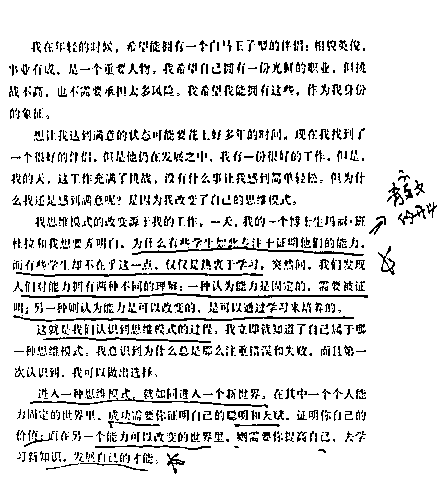 我在年轻的时候，希望能拥有一个白马王子型的伴侣：相貌英俊，
事业有成，是一个重要人物。我希望自己拥有一份光鲜的职业，但挑
战不高，也不需要承担太多风险。我希望我能拥有这些，作为我身份
的象征。
想让我达到满意的状态可能要花上好多年的时间。现在我找到了
一个很好的伴侣，但是他仍在发展之中，我有一份很好的工作，但是，
我的天，这工作充满了挑战，没有什么事让我感到简单轻松。但为什
么我还是感到满意呢？是因为我改变了自己的思维模式。
我思维模式的改变源于我的工作。一天，我的一个博士生玛丽·班
杜拉和我想要弄明白，为什么有些学生如此专注于证明他们的能力，
而有些学生却不在乎这一点，仅仅是热衷于学习，突然间，我们发现
人们对能力拥有两种不同的理解：一种认为能力是固定的，需要被证
明；另一种则认为能力是可以改变的，是可以通过学习来培养的。
这就是我们认识到思维模式的过程。我立即就知道了自己属于哪
一种思维模式。我意识到为什么总是那么注重错误和失败，而且第一
次认识到，我可以做出选择。
进入一种思维模式，就如同进入一个新世界。在其中一个个人能
力固定的世界里，成功需要你证明自己的聪明和天赋，证明你自己的
价值；而在另一个能力可以改变的世界里，则需要你提高自己，去学
习新知识，发展自己的才能。